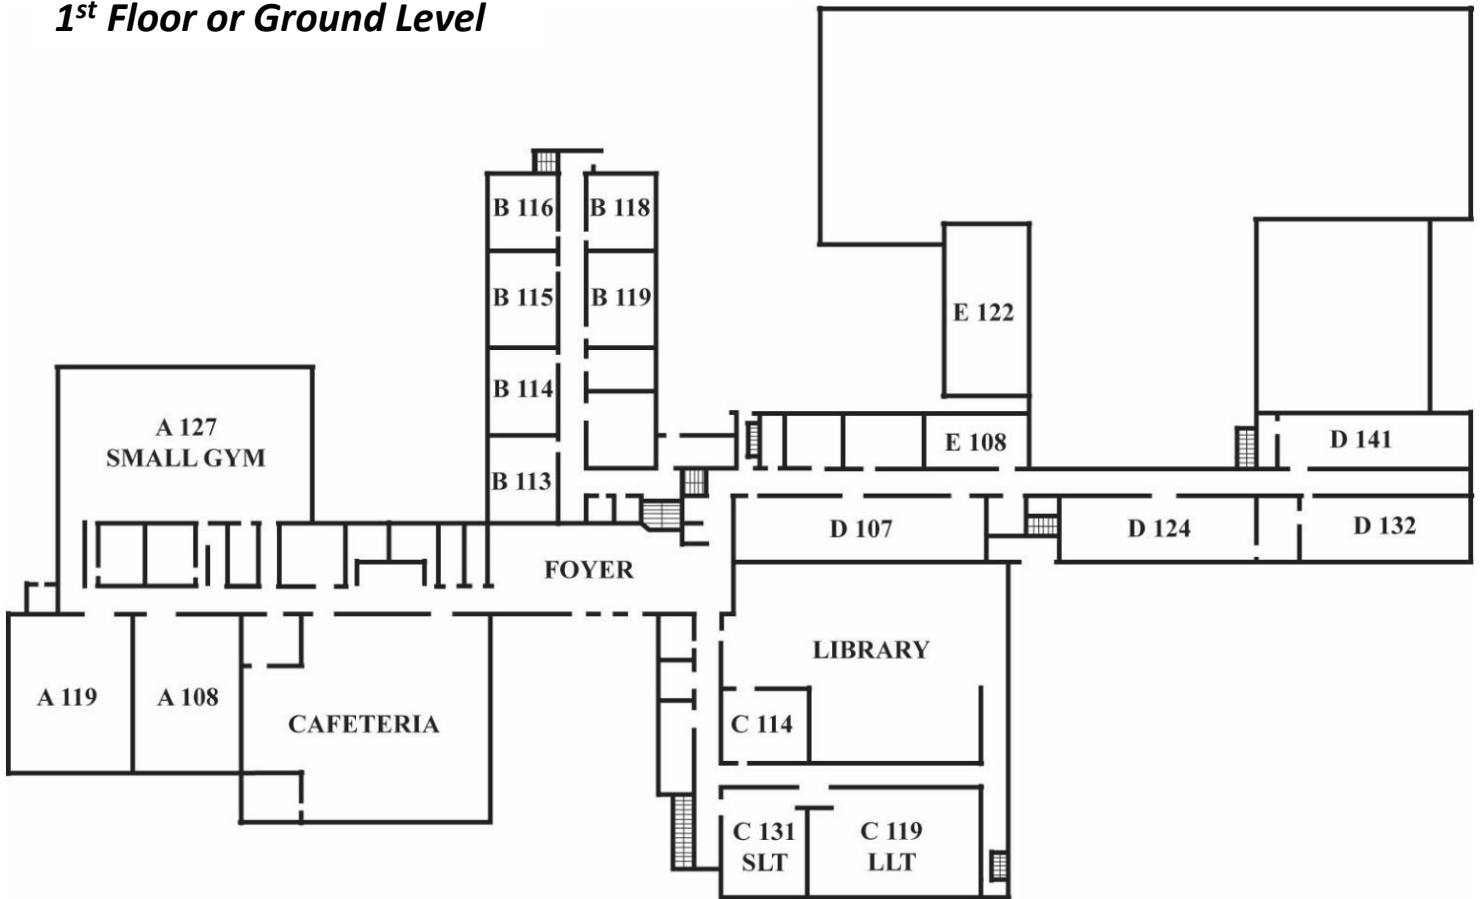 1st Floor or Ground Level
B 116
B 118
B 115
B 119
E 122
B 114
A 127
SMALL GYM
E 108
D 141
B 113
D 107
D 124
D 132
FOYER
LIBRARY
A 119
A 108
CAFETERIA
C 114
C 131
SLT
C 119
LLT